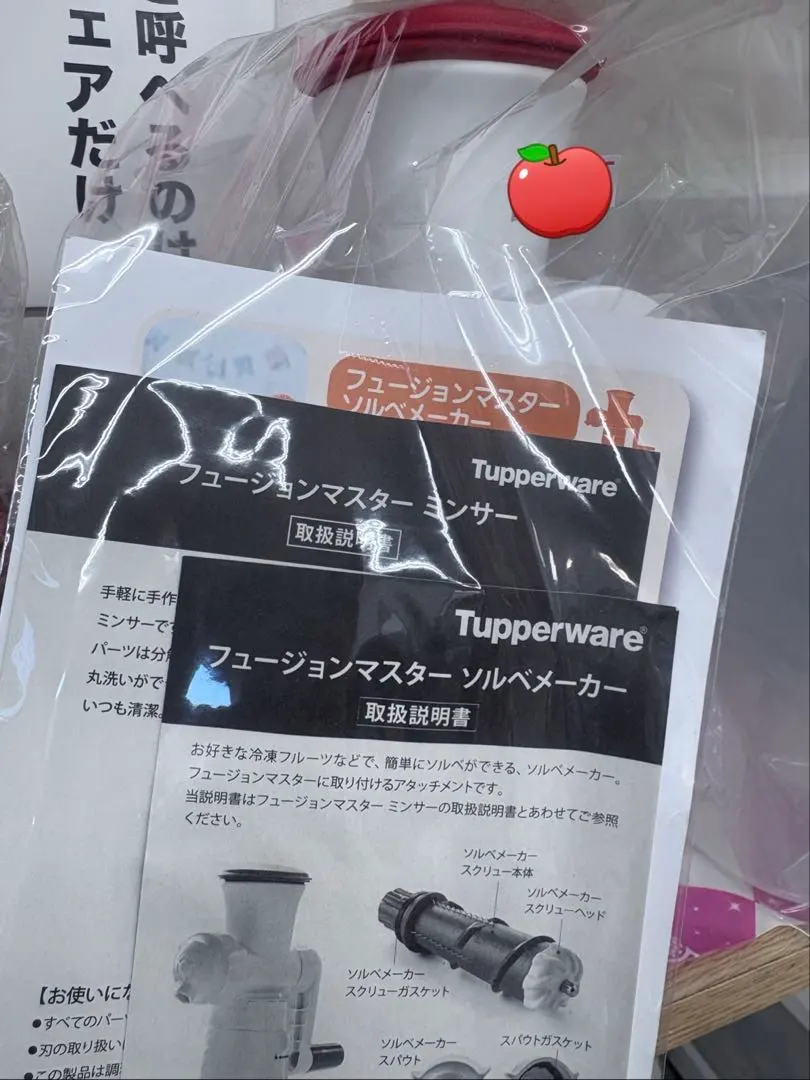 呼べるのは
ェアだけ
フュージョンマスター
ソルベメーカー
Tupperware
フュージョンマスター ミンサー
取扱説明書
手軽に手作
ミンサーで
パーツは分解
丸洗いがで
いつも清潔。
Tupperware®
フュージョンマスター ソルベメーカー
取扱説明書
お好きな冷凍フルーツなどで、簡単にソルベができる、ソルベメーカー。
フュージョンマスターに取り付けるアタッチメントです。
当説明書はフュージョンマスター ミンサーの取扱説明書とあわせてご参照
ください。
ソルベメーカー
スクリュー本体
ソルベメーカー
スクリューヘッド
ソルベメーカー
スクリューガスケット
ソルベメーカー
スパウト
スパウトガスケット
【お使いにな
●すべてのパー
●刃の取り扱い
●この製品は調